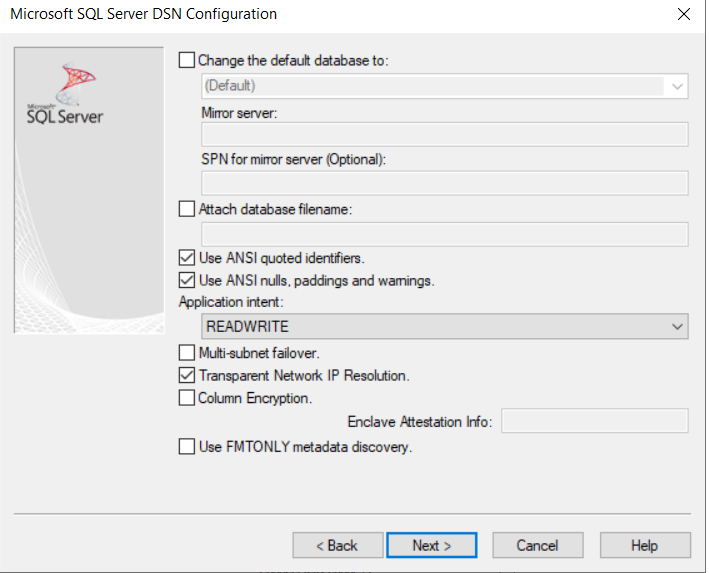 Microsoft SQL Server DSN Configuration
Microsoft
SQL Server
Change the default database to:
(Default)
Mirror server:
SPN for mirror server (Optional):
Attach database filename:
Use ANSI quoted identifiers.
Use ANSI nulls, paddings and warnings.
Application intent:
READWRITE
Multi-subnet failover.
Transparent Network IP Resolution.
Column Encryption.
Enclave Attestation Info:
Use FMTONLY metadata discovery.
< Back
Next >
Cancel
Help